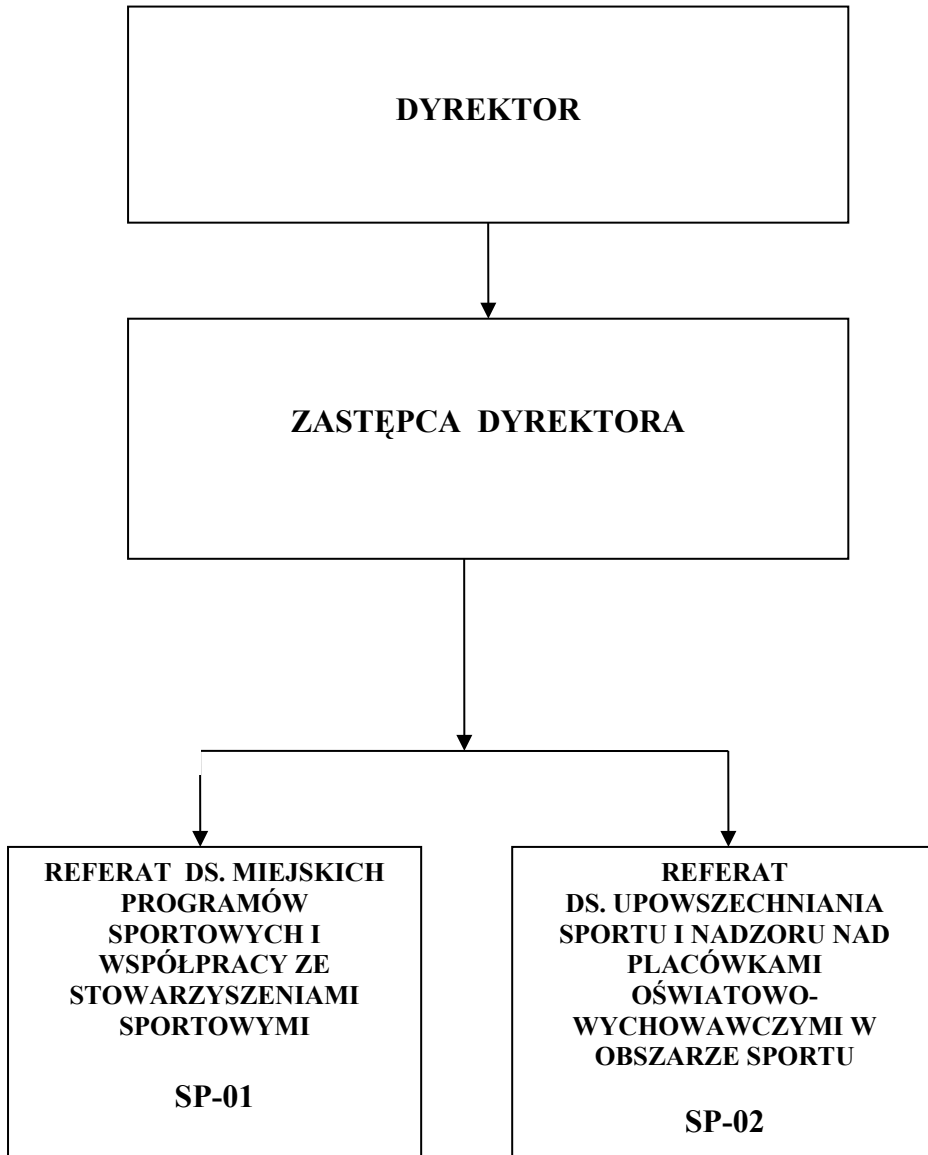 DYREKTOR
ZASTĘPCA DYREKTORA
REFERAT DS. MIEJSKICH
PROGRAMÓW
SPORTOWYCH I
WSPÓŁPRACY ZE
STOWARZYSZENIAMI
SPORTOWYMI
SP-01
REFERAT
DS. UPOWSZECHNIANIA
SPORTU I NADZORU NAD
PLACÓWKAMI
OŚWIATOWO-
WYCHOWAWCZYMI W
OBSZARZE SPORTU
SP-02